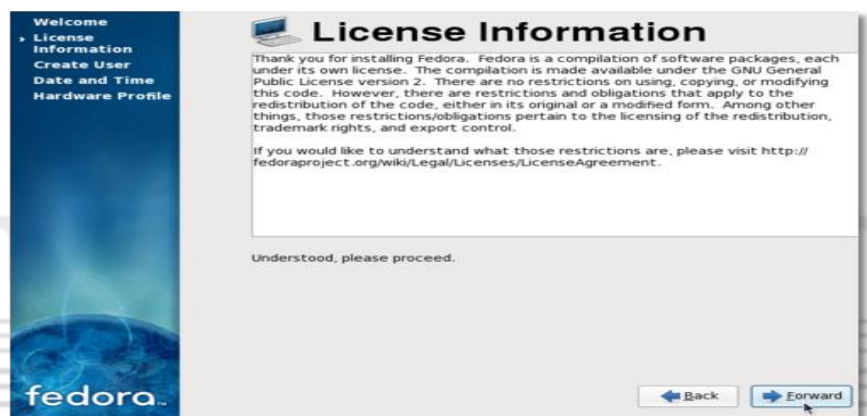 Welcome
License
Information
Create User
Date and Time
Hardware Profile
License Information
Thank you for installing Fedora. Fedora is a compilation of software packages, each
under its own license. The compilation is made available under the GNU General
Public License version 2. There are no restrictions on using, copying, or modifying
this code. However, there are restrictions and obligations that apply to the
redistribution of the code, either in its original or a modified form. Among other
things, those restrictions/obligations pertain to the licensing of the redistribution,
trademark rights, and export control.
If you would like to understand what those restrictions are, please visit http://
fedoraproject.org/wiki/Legal/Licenses/LicenseAgreement.
Understood, please proceed.
fedora™
Back
Forward